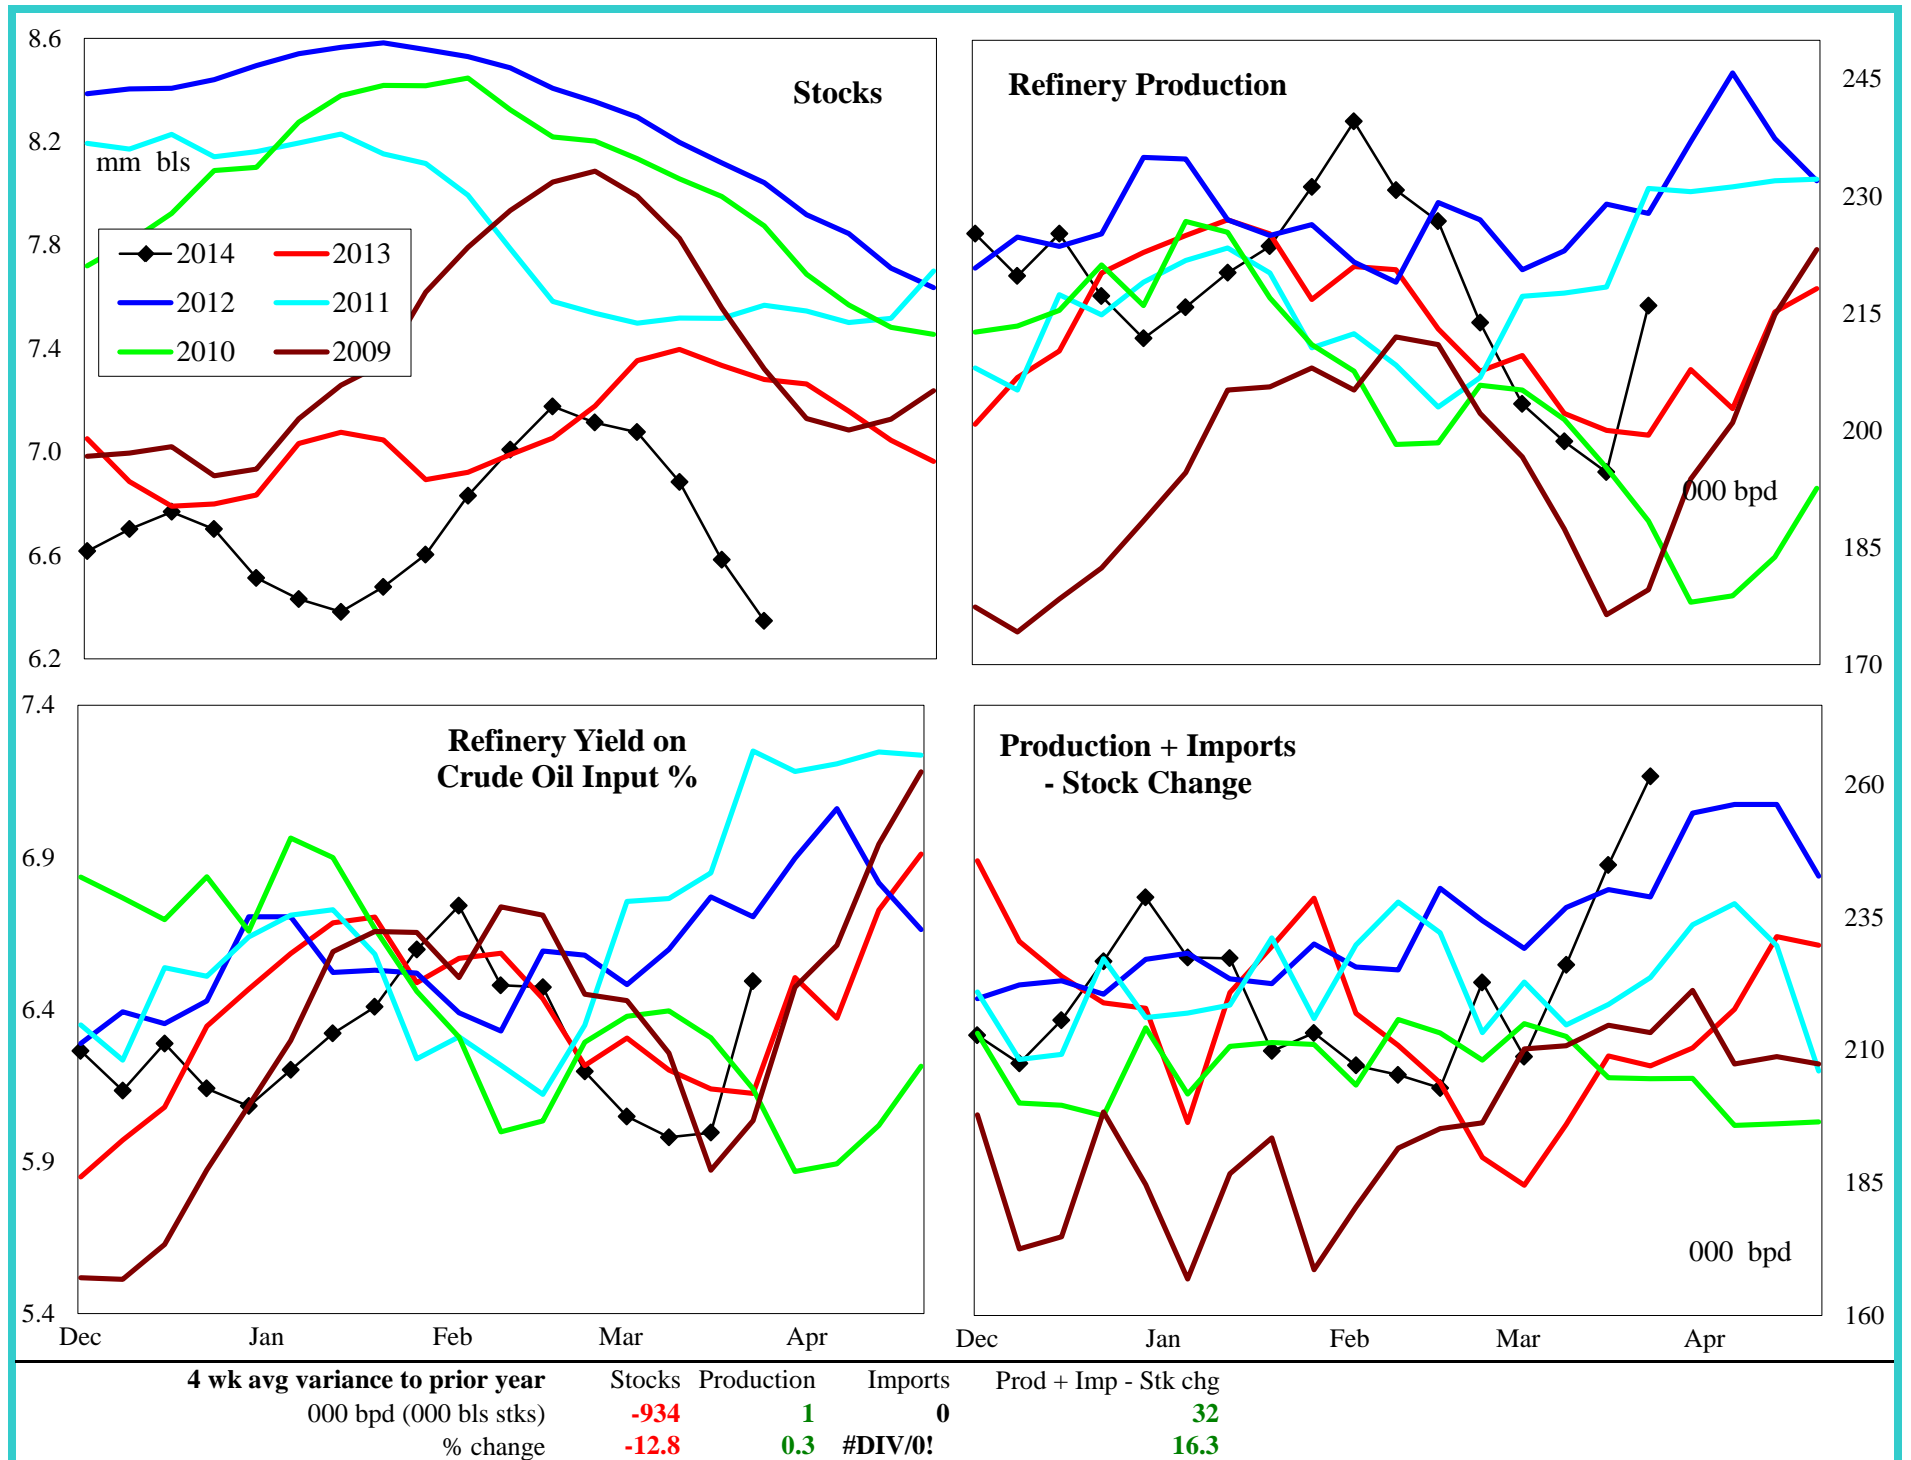 8.6
8.2
7.8
7.4
7.0
6.6
6.2
Stocks
mm bls
2014 2013
2012 2011
2010 2009
Refinery Production
000 bpd
245
230
215
200
185
170
7.4
6.9
6.4
5.9
5.4
Refinery Yield on
Crude Oil Input %
Dec Jan Feb Mar Apr
Production + Imports
- Stock Change
000 bpd
260
235
210
185
160
Dec Jan Feb Mar Apr
4 wk avg variance to prior year Stocks Production Imports Prod + Imp - Stk chg
000 bpd (000 bls stks) -934 1 0 32
% change -12.8 0.3 #DIV/0! 16.3